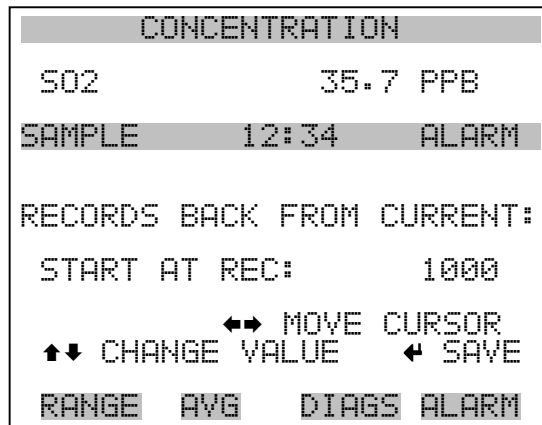 CONCENTRATION
SO2 35.7 PPB
SAMPLE 12:34 ALARM
RECORDS BACK FROM CURRENT:
START AT REC: 1000
←→ MOVE CURSOR
↑↓ CHANGE VALUE ↵ SAVE
RANGE AVG DIAGS ALARM